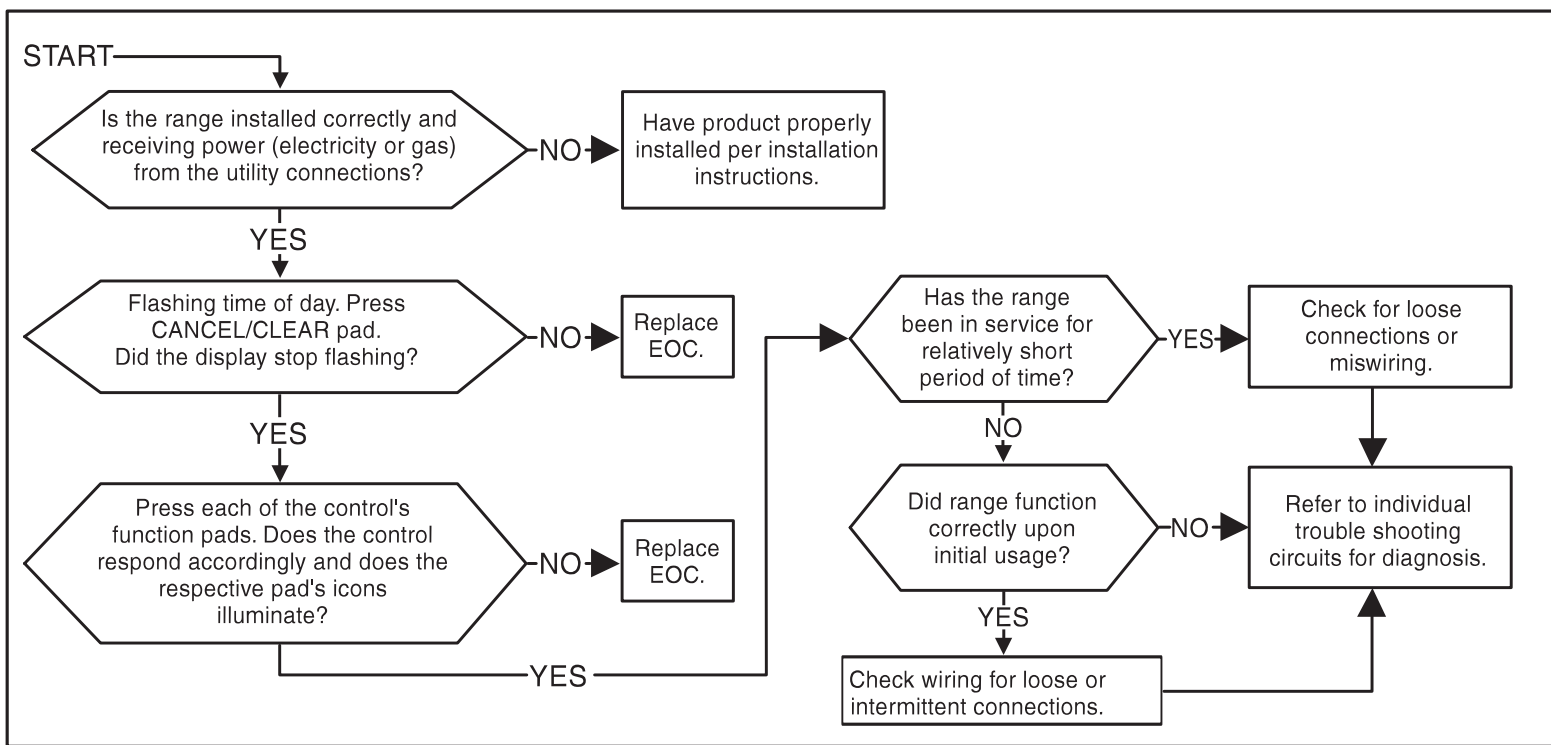 START
Is the range installed correctly and
receiving power (electricity or gas)
from the utility connections?
NO
Have product properly
installed per installation
instructions.
YES
Flashing time of day. Press
CANCEL/CLEAR pad.
Did the display stop flashing?
NO
Replace
EOC.
YES
Press each of the control's
function pads. Does the control
respond accordingly and does the
respective pad's icons
illuminate?
NO
Replace
EOC.
YES
Has the range
been in service for
relatively short
period of time?
YES
Check for loose
connections or
miswiring.
NO
Did range function
correctly upon
initial usage?
NO
Refer to individual
trouble shooting
circuits for diagnosis.
YES
Check wiring for loose or
intermittent connections.